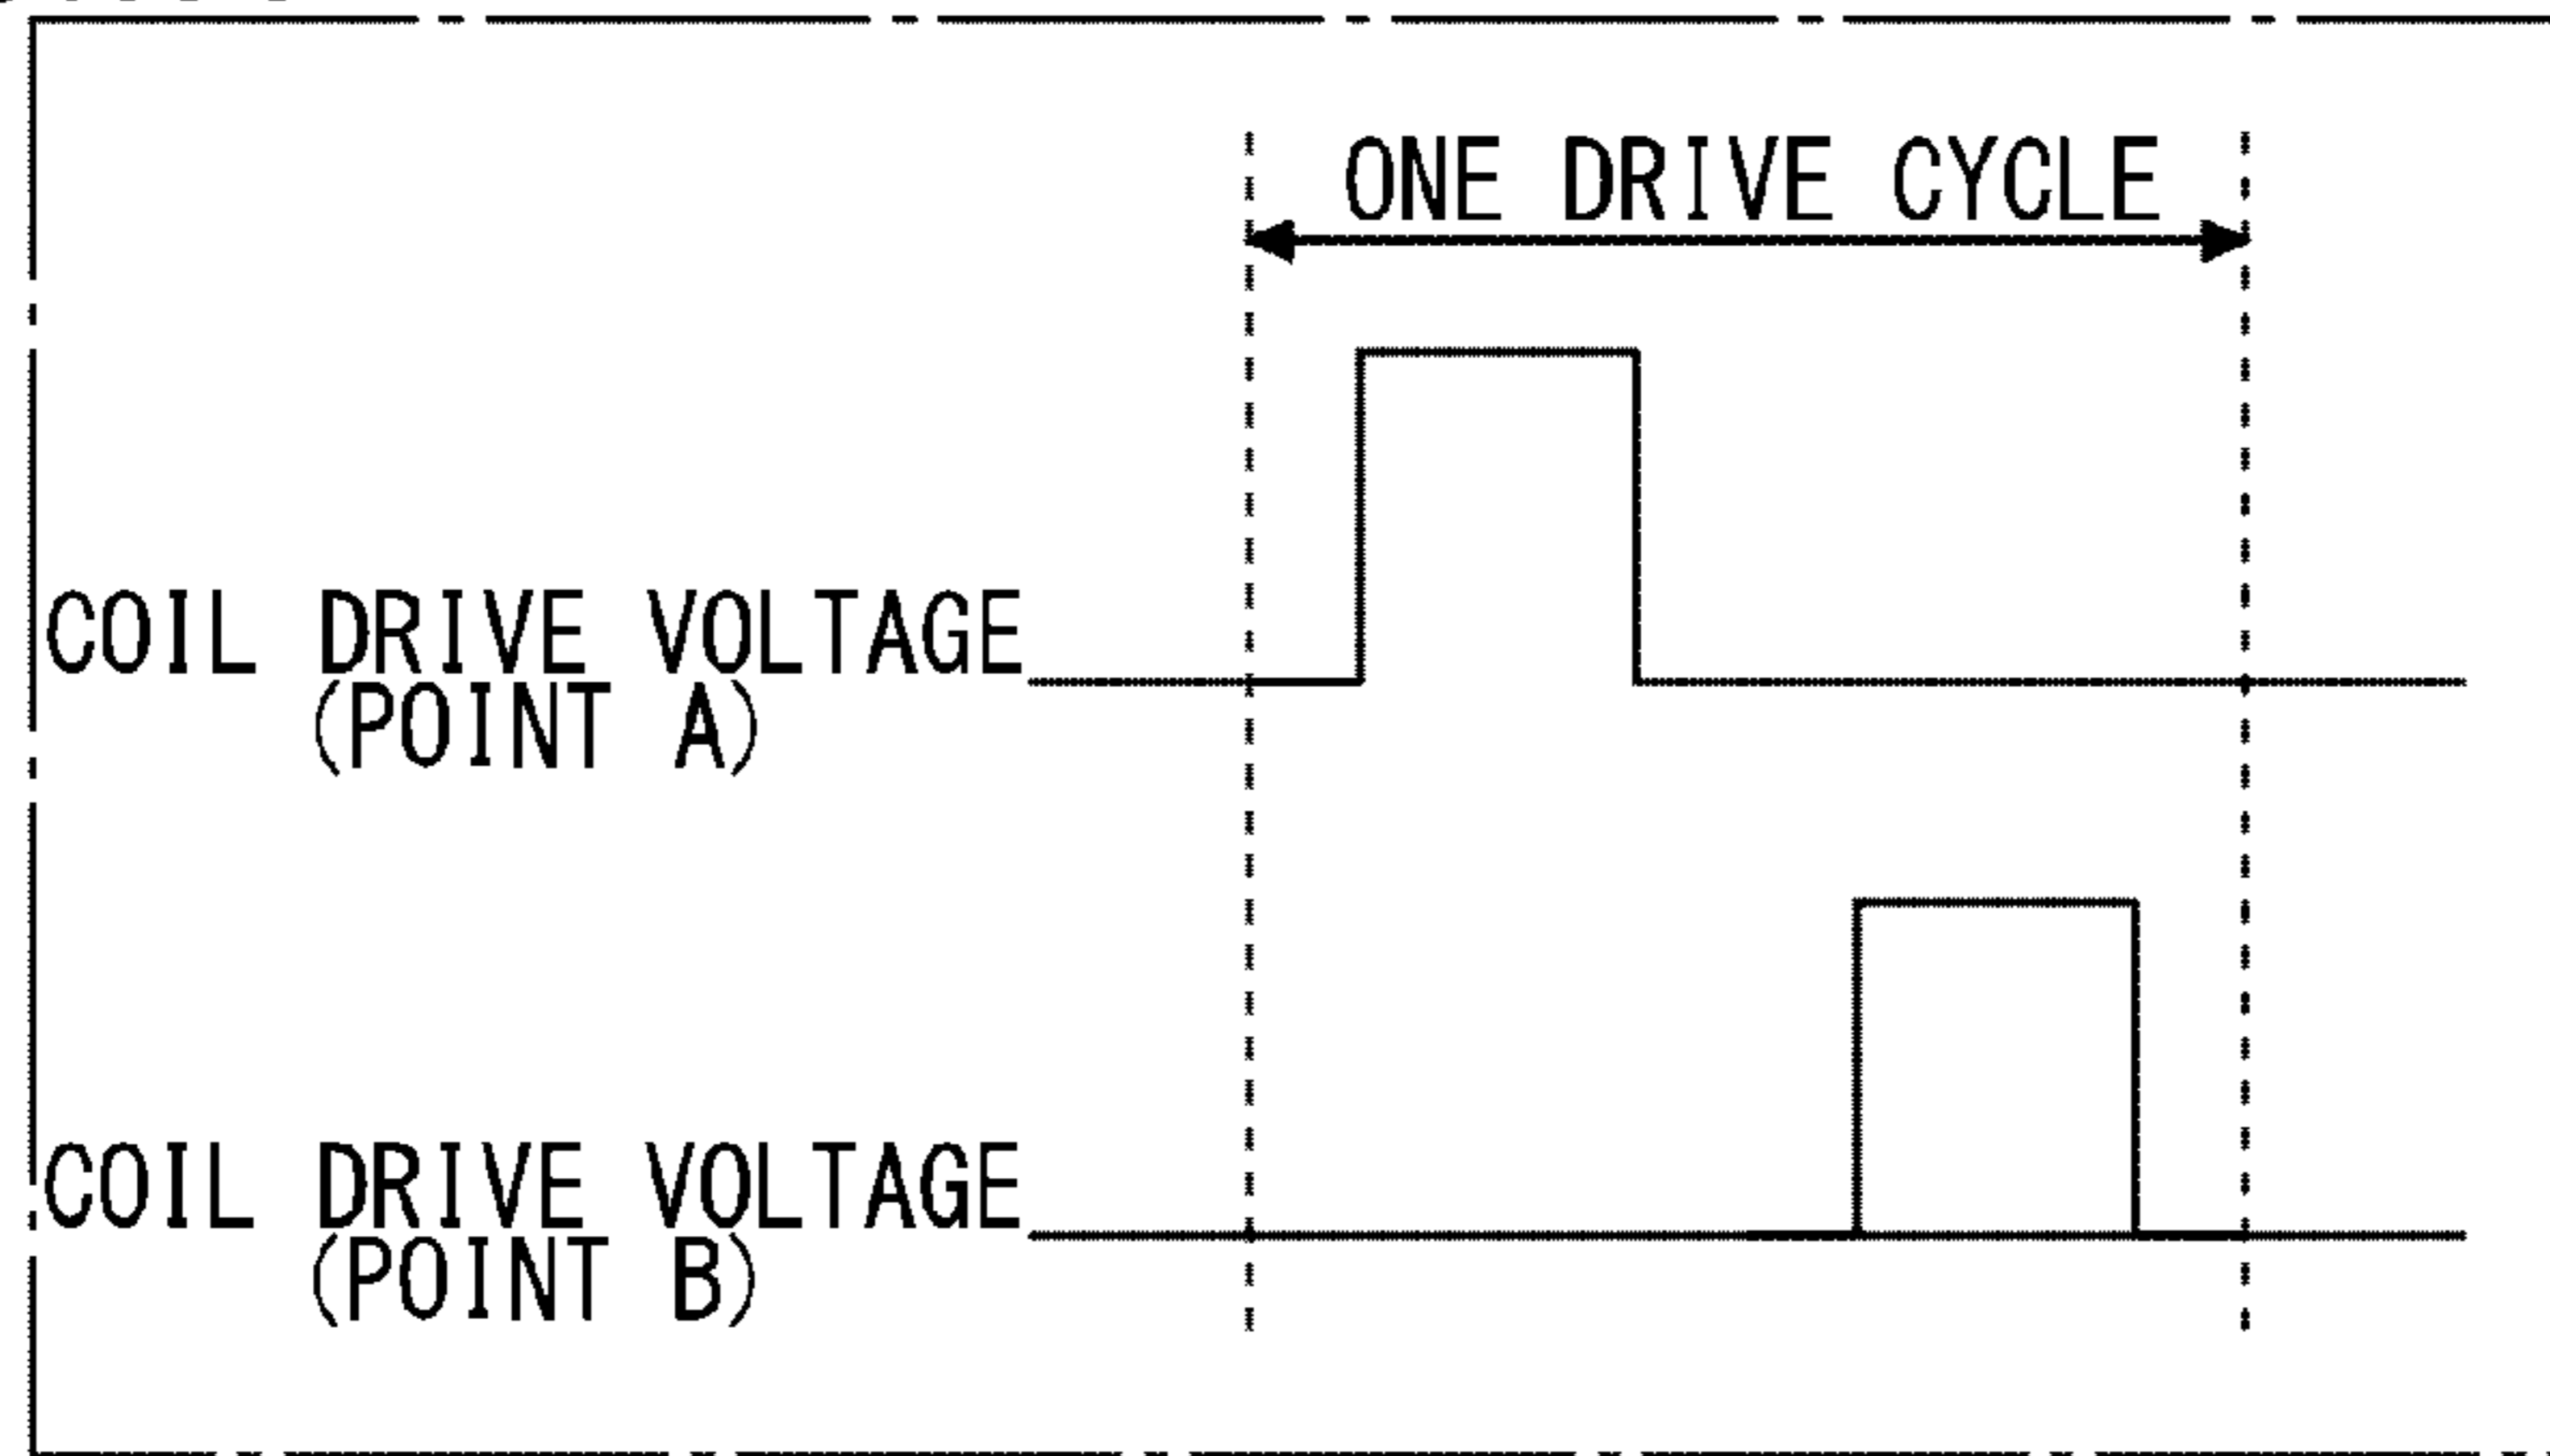 ONE DRIVE CYCLE
COIL DRIVE VOLTAGE
(POINT A)
COIL DRIVE VOLTAGE
(POINT B)